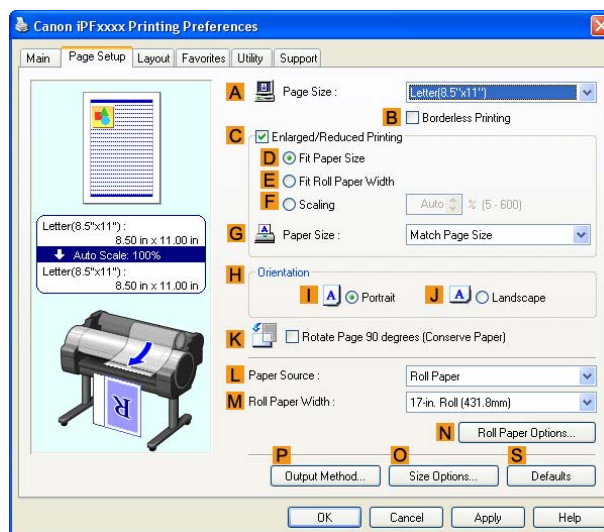 Canon iPFxxxx Printing Preferences
Main Page Setup Layout Favorites Utility Support
A Page Size : Letter(8.5"x11")
B Borderless Printing
C Enlarged/Reduced Printing
D Fit Paper Size
E Fit Roll Paper Width
F Scaling Auto % (5 - 600)
G A Paper Size : Match Page Size
Letter(8.5"x11") :
8.50 in x 11.00 in
Auto Scale: 100%
Letter(8.5"x11") :
8.50 in x 11.00 in
H Orientation
I A Portrait J A Landscape
K Rotate Page 90 degrees (Conserve Paper)
R
L Paper Source : Roll Paper
M Roll Paper Width : 17-in. Roll (431.8mm)
N Roll Paper Options...
P O S
Output Method... Size Options... Defaults
OK Cancel Apply Help